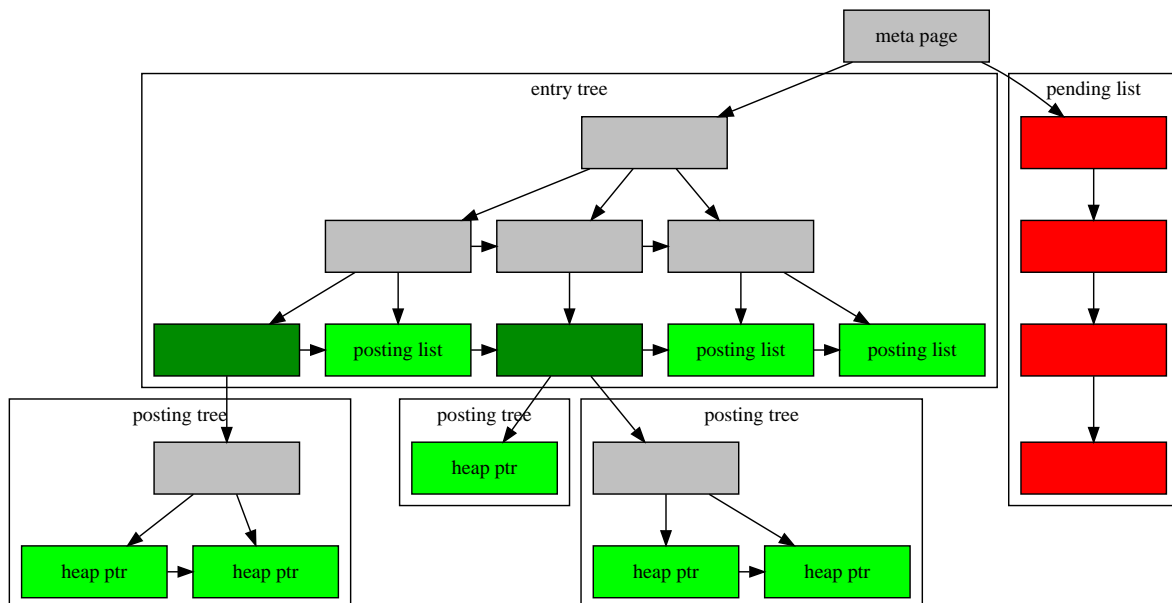 meta page
entry tree
pending list
posting list
posting list
posting list
posting tree
posting tree
posting tree
heap ptr
heap ptr
heap ptr
heap ptr
heap ptr